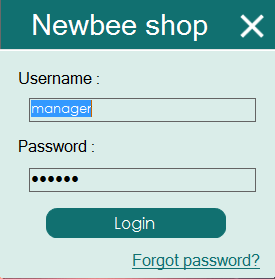 Newbee shop
Username :
manager
Password :
••••••
Login
Forgot password?